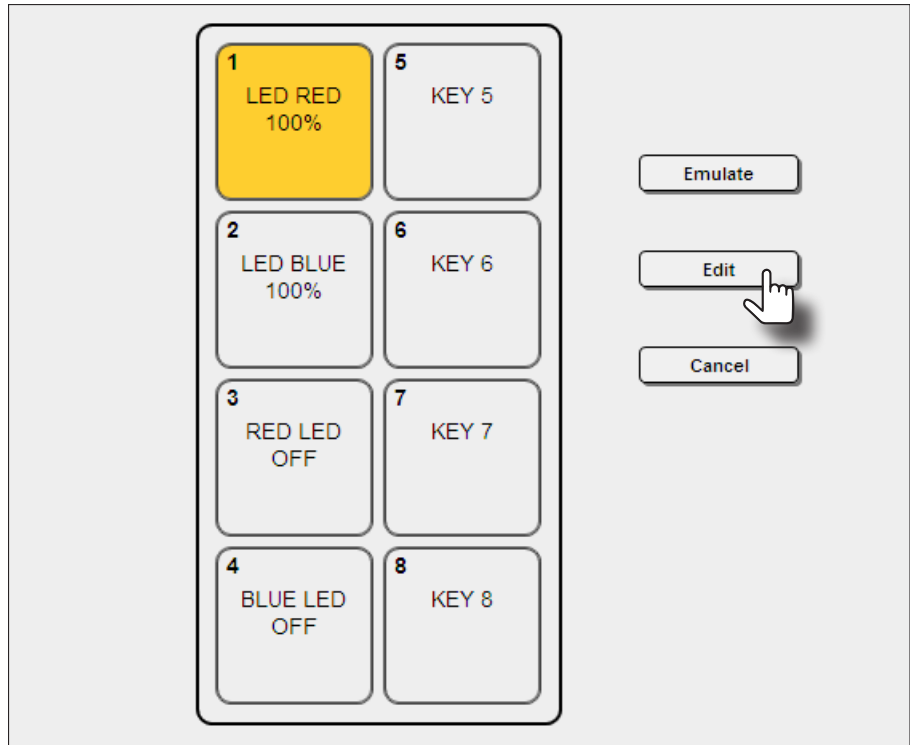 1
LED RED
100%
5
KEY 5
2
LED BLUE
100%
6
KEY 6
3
RED LED
OFF
7
KEY 7
4
BLUE LED
OFF
8
KEY 8
Emulate
Edit
Cancel